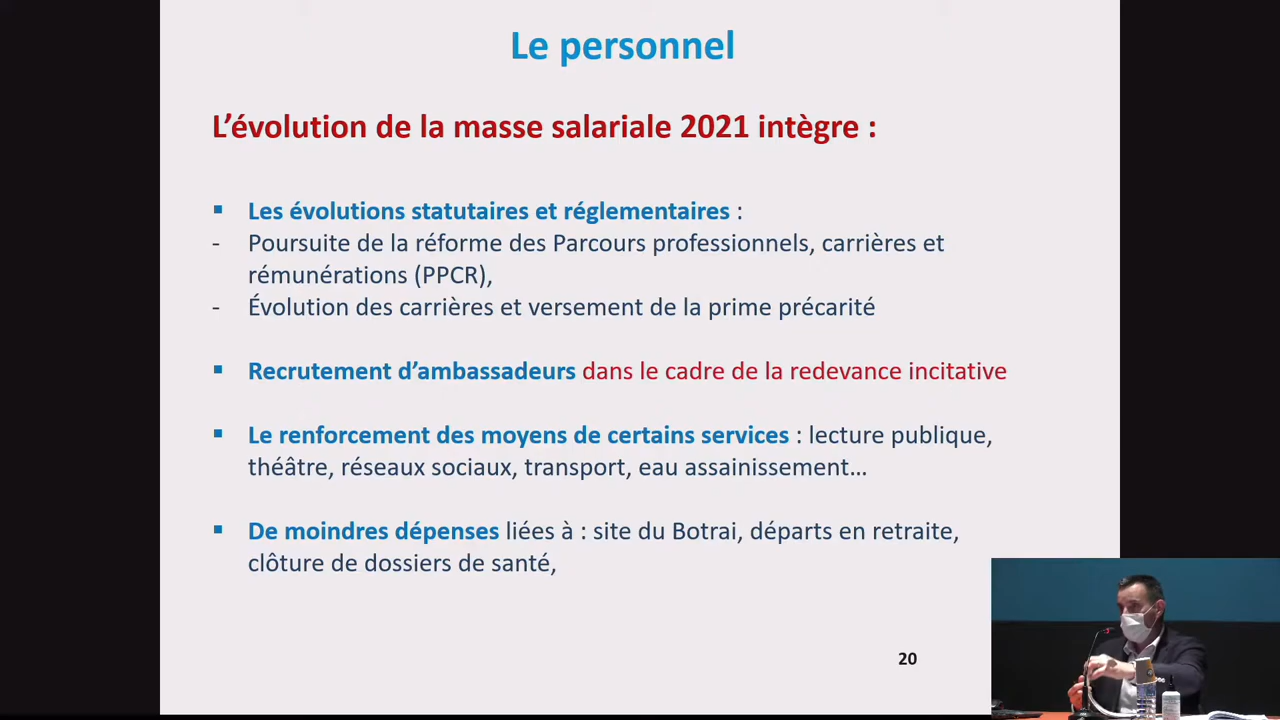 Le personnel
L’évolution de la masse salariale 2021 intègre :
▪ Les évolutions statutaires et réglementaires :
- Poursuite de la réforme des Parcours professionnels, carrières et
rémunérations (PPCR),
- Évolution des carrières et versement de la prime précarité
▪ Recrutement d’ambassadeurs dans le cadre de la redevance incitative
▪ Le renforcement des moyens de certains services : lecture publique,
théâtre, réseaux sociaux, transport, eau assainissement…
▪ De moindres dépenses liées à : site du Botrai, départs en retraite,
clôture de dossiers de santé,
20